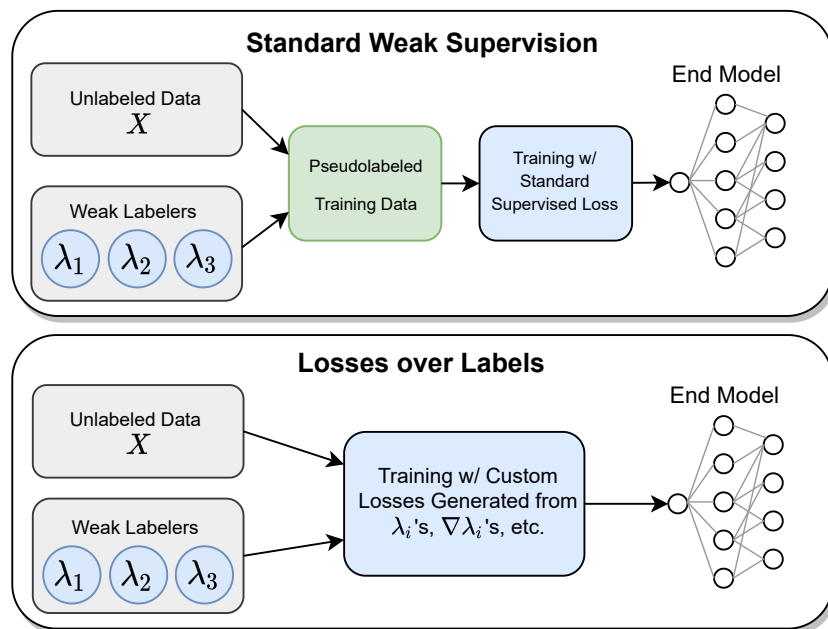 Standard Weak Supervision
Unlabeled Data
X
Weak Labelers
λ1 λ2 λ3
Pseudolabeled
Training Data
Training w/
Standard
Supervised Loss
End Model
Losses over Labels
Unlabeled Data
X
Weak Labelers
λ1 λ2 λ3
Training w/ Custom
Losses Generated from
λi's, ∇λi's, etc.
End Model